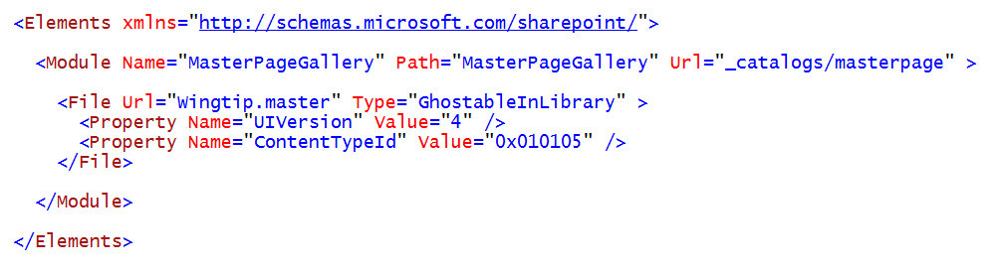 <Elements xmlns="http://schemas.microsoft.com/sharepoint/">
<Module Name="MasterPageGallery" Path="MasterPageGallery" Url="_catalogs/masterpage" >
<File Url="Wingtip.master" Type="GhostableInLibrary" >
<Property Name="UIVersion" Value="4" />
<Property Name="ContentTypeId" Value="0x010105" />
</File>
</Module>
</Elements>